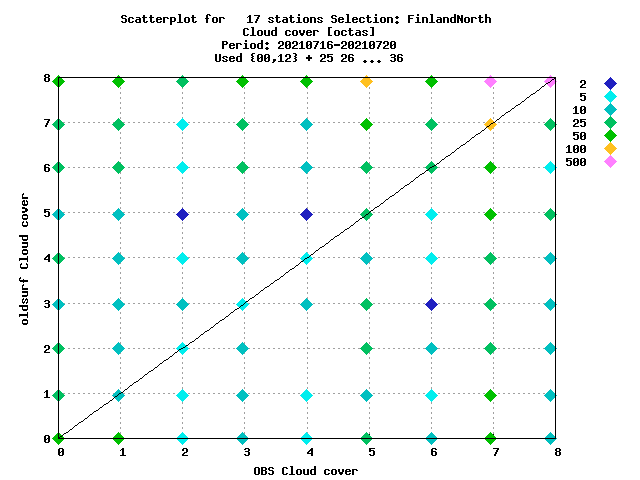 Scatterplot for   17 stations Selection: FinlandNorth
Cloud cover [octas]
Period: 20210716-20210720
Used {00,12} + 25 26 ... 36
8
7
6
5
4
3
2
1
0
oldsurf Cloud cover
0 1 2 3 4 5 6 7 8
OBS Cloud cover
2
5
10
25
50
100
500